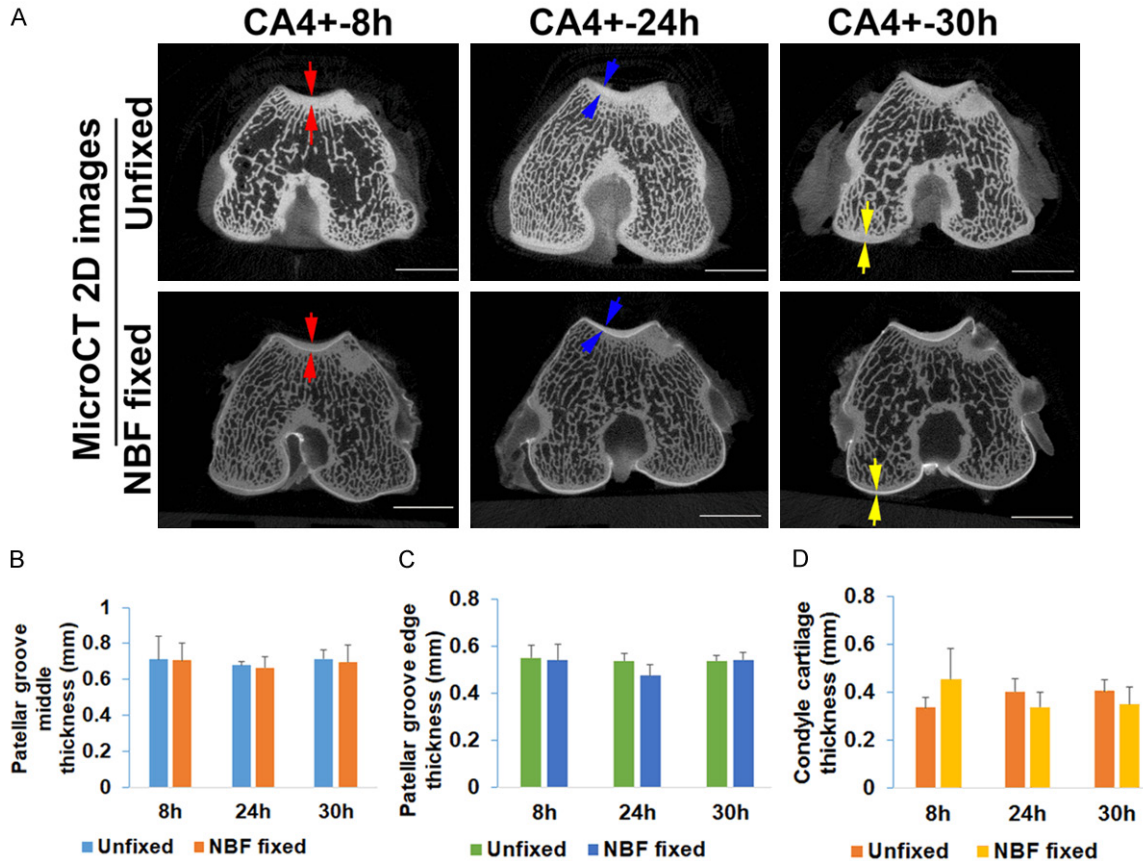 A
CA4+-8h
CA4+-24h
CA4+-30h
MicroCT 2D images
Unfixed
NBF fixed
B
Patellar groove
middle
thickness (mm)
1
0.8
0.6
0.4
0.2
0
8h
24h
30h
Unfixed
NBF fixed
C
Patellar groove edge
thickness (mm)
0.8
0.6
0.4
0.2
0
8h
24h
30h
Unfixed
NBF fixed
D
Condyle cartilage
thickness (mm)
0.8
0.6
0.4
0.2
0
8h
24h
30h
Unfixed
NBF fixed